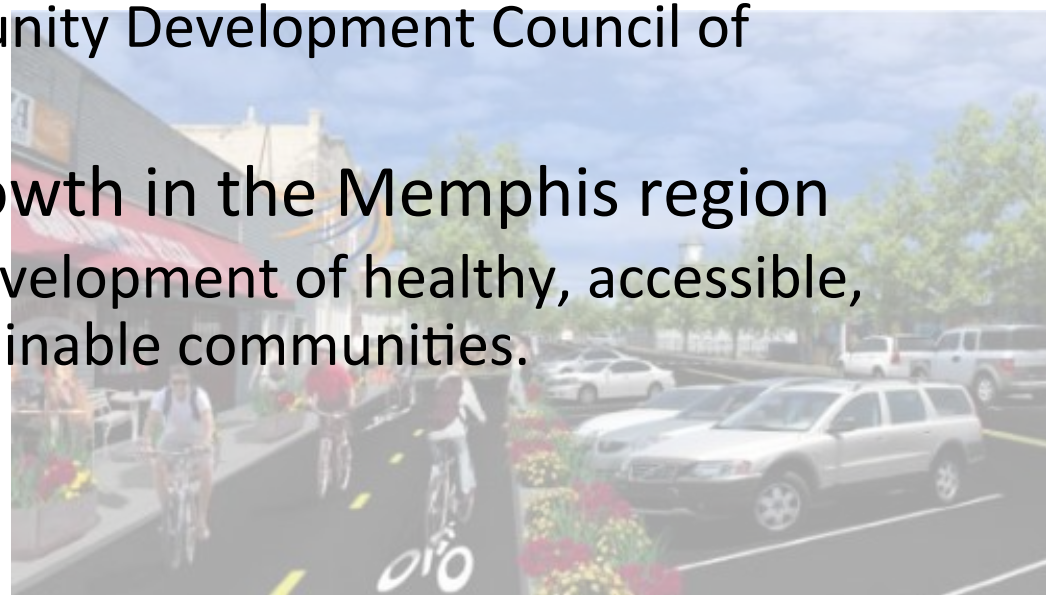 unity Development Council of
owth in the Memphis region
velopment of healthy, accessible,
inable communities.